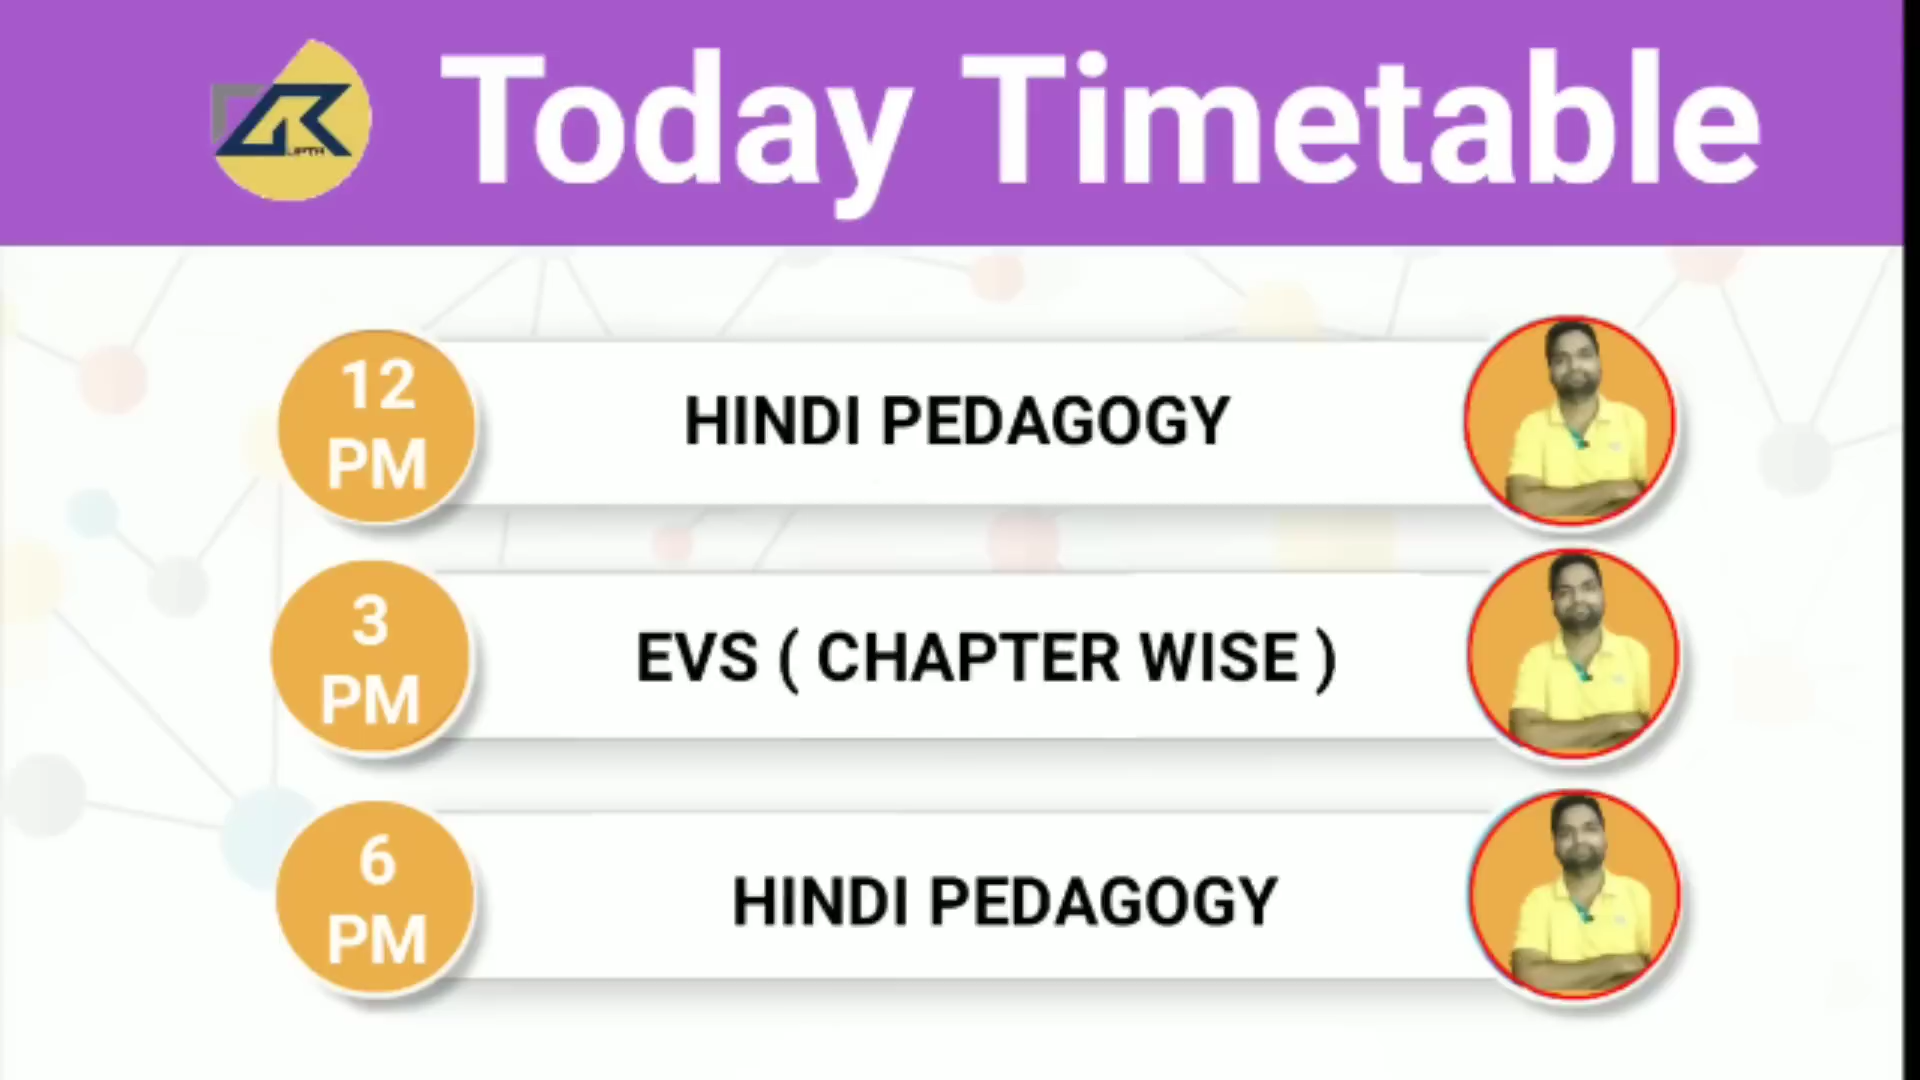 Today Timetable
12
PM
HINDI PEDAGOGY
3
PM
EVS ( CHAPTER WISE )
6
PM
HINDI PEDAGOGY